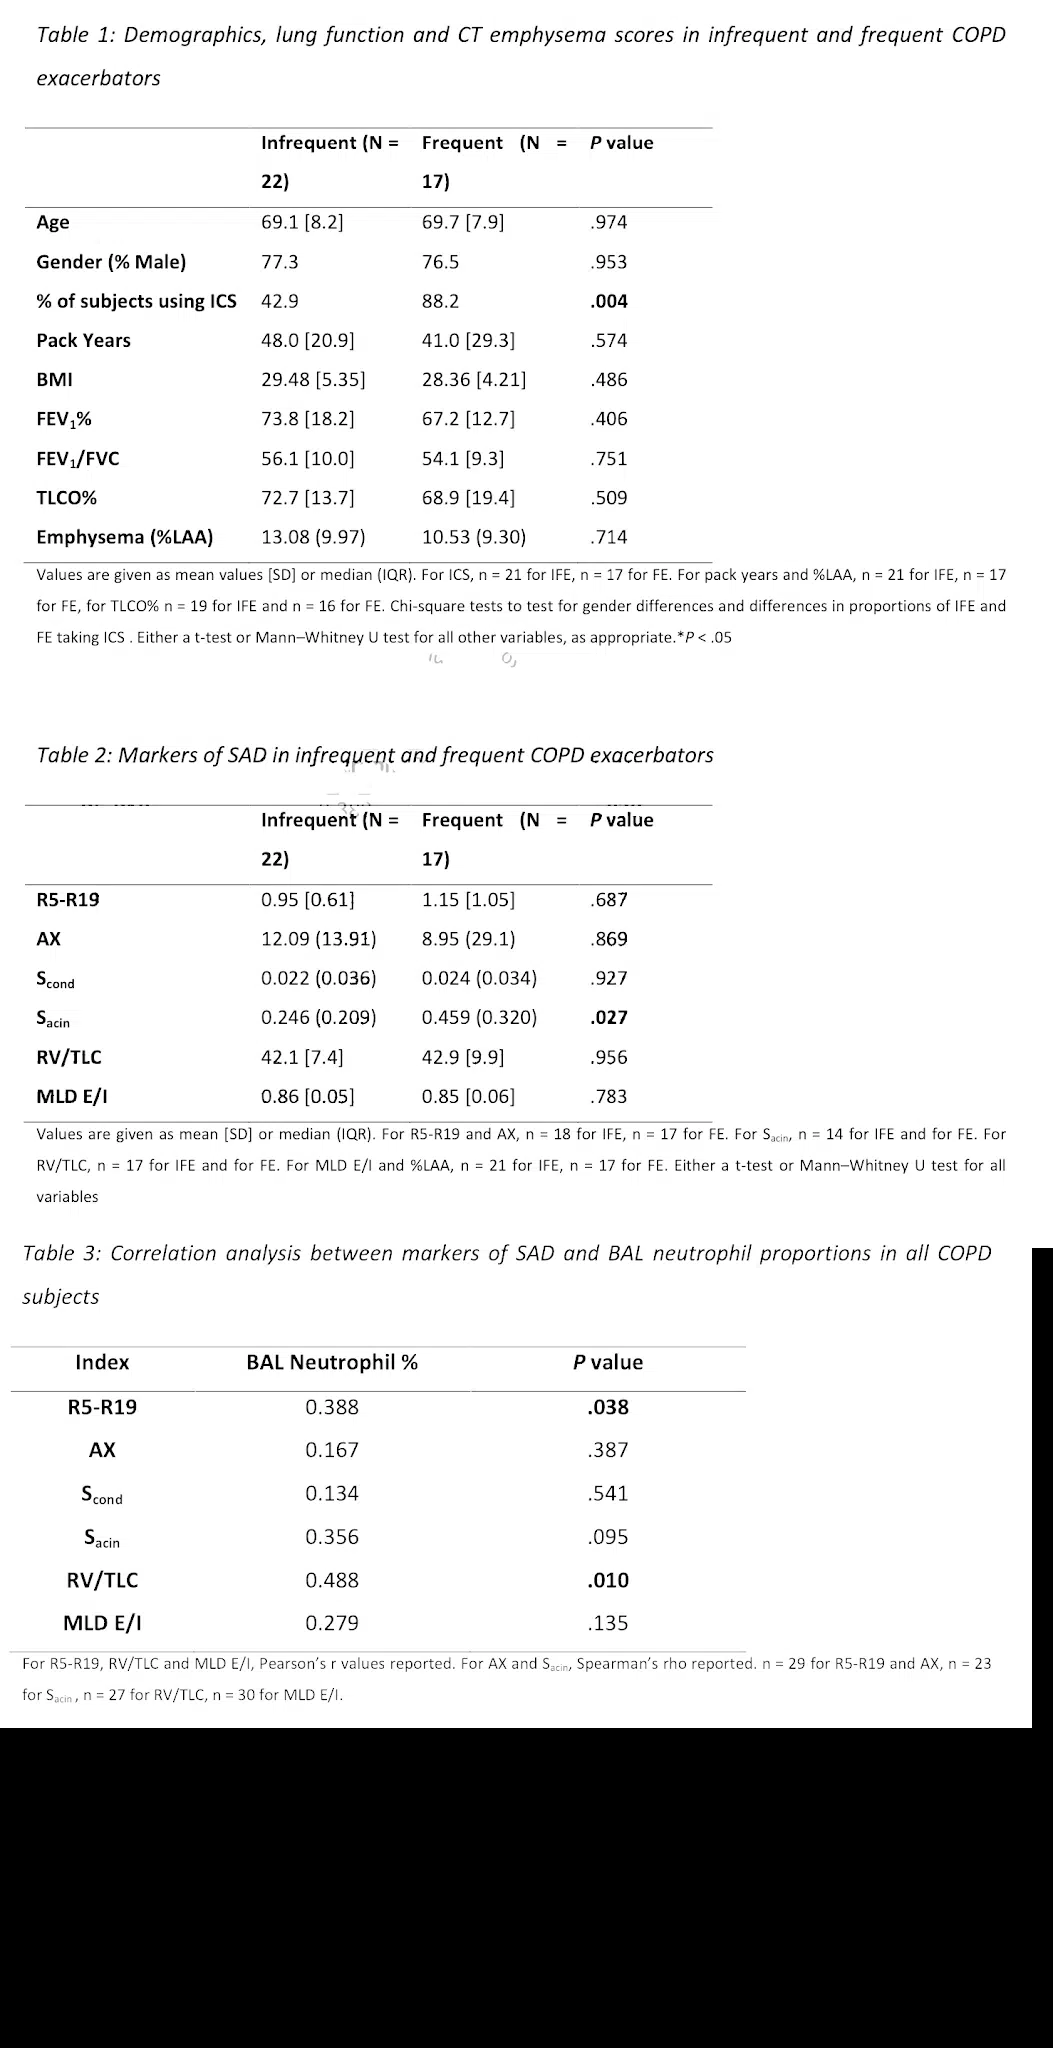 Table 1: Demographics, lung function and CT emphysema scores in infrequent and frequent COPD
exacerbators
Infrequent (N = Frequent (N = P value
22) 17)
Age 69.1 [8.2] 69.7 [7.9] .974
Gender (% Male) 77.3 76.5 .953
% of subjects using ICS 42.9 88.2 .004
Pack Years 48.0 [20.9] 41.0 [29.3] .574
BMI 29.48 [5.35] 28.36 [4.21] .486
FEV₁% 73.8 [18.2] 67.2 [12.7] .406
FEV₁/FVC 56.1 [10.0] 54.1 [9.3] .751
TLCO% 72.7 [13.7] 68.9 [19.4] .509
Emphysema (%LAA) 13.08 (9.97) 10.53 (9.30) .714
Values are given as mean values [SD] or median (IQR). For ICS, n = 21 for IFE, n = 17 for FE. For pack years and %LAA, n = 21 for IFE, n = 17
for FE, for TLCO% n = 19 for IFE and n = 16 for FE. Chi-square tests to test for gender differences and differences in proportions of IFE and
FE taking ICS . Either a t-test or Mann–Whitney U test for all other variables, as appropriate.*P < .05
Table 2: Markers of SAD in infrequent and frequent COPD exacerbators
Infrequent (N = Frequent (N = P value
22) 17)
R5-R19 0.95 [0.61] 1.15 [1.05] .687
AX 12.09 (13.91) 8.95 (29.1) .869
Scond 0.022 (0.036) 0.024 (0.034) .927
Sacin 0.246 (0.209) 0.459 (0.320) .027
RV/TLC 42.1 [7.4] 42.9 [9.9] .956
MLD E/I 0.86 [0.05] 0.85 [0.06] .783
Values are given as mean [SD] or median (IQR). For R5-R19 and AX, n = 18 for IFE, n = 17 for FE. For Sacin, n = 14 for IFE and for FE. For
RV/TLC, n = 17 for IFE and for FE. For MLD E/I and %LAA, n = 21 for IFE, n = 17 for FE. Either a t-test or Mann–Whitney U test for all
variables
Table 3: Correlation analysis between markers of SAD and BAL neutrophil proportions in all COPD
subjects
Index BAL Neutrophil % P value
R5-R19 0.388 .038
AX 0.167 .387
Scond 0.134 .541
Sacin 0.356 .095
RV/TLC 0.488 .010
MLD E/I 0.279 .135
For R5-R19, RV/TLC and MLD E/I, Pearson's r values reported. For AX and Sacin, Spearman's rho reported. n = 29 for R5-R19 and AX, n = 23
for Sacin , n = 27 for RV/TLC, n = 30 for MLD E/I.